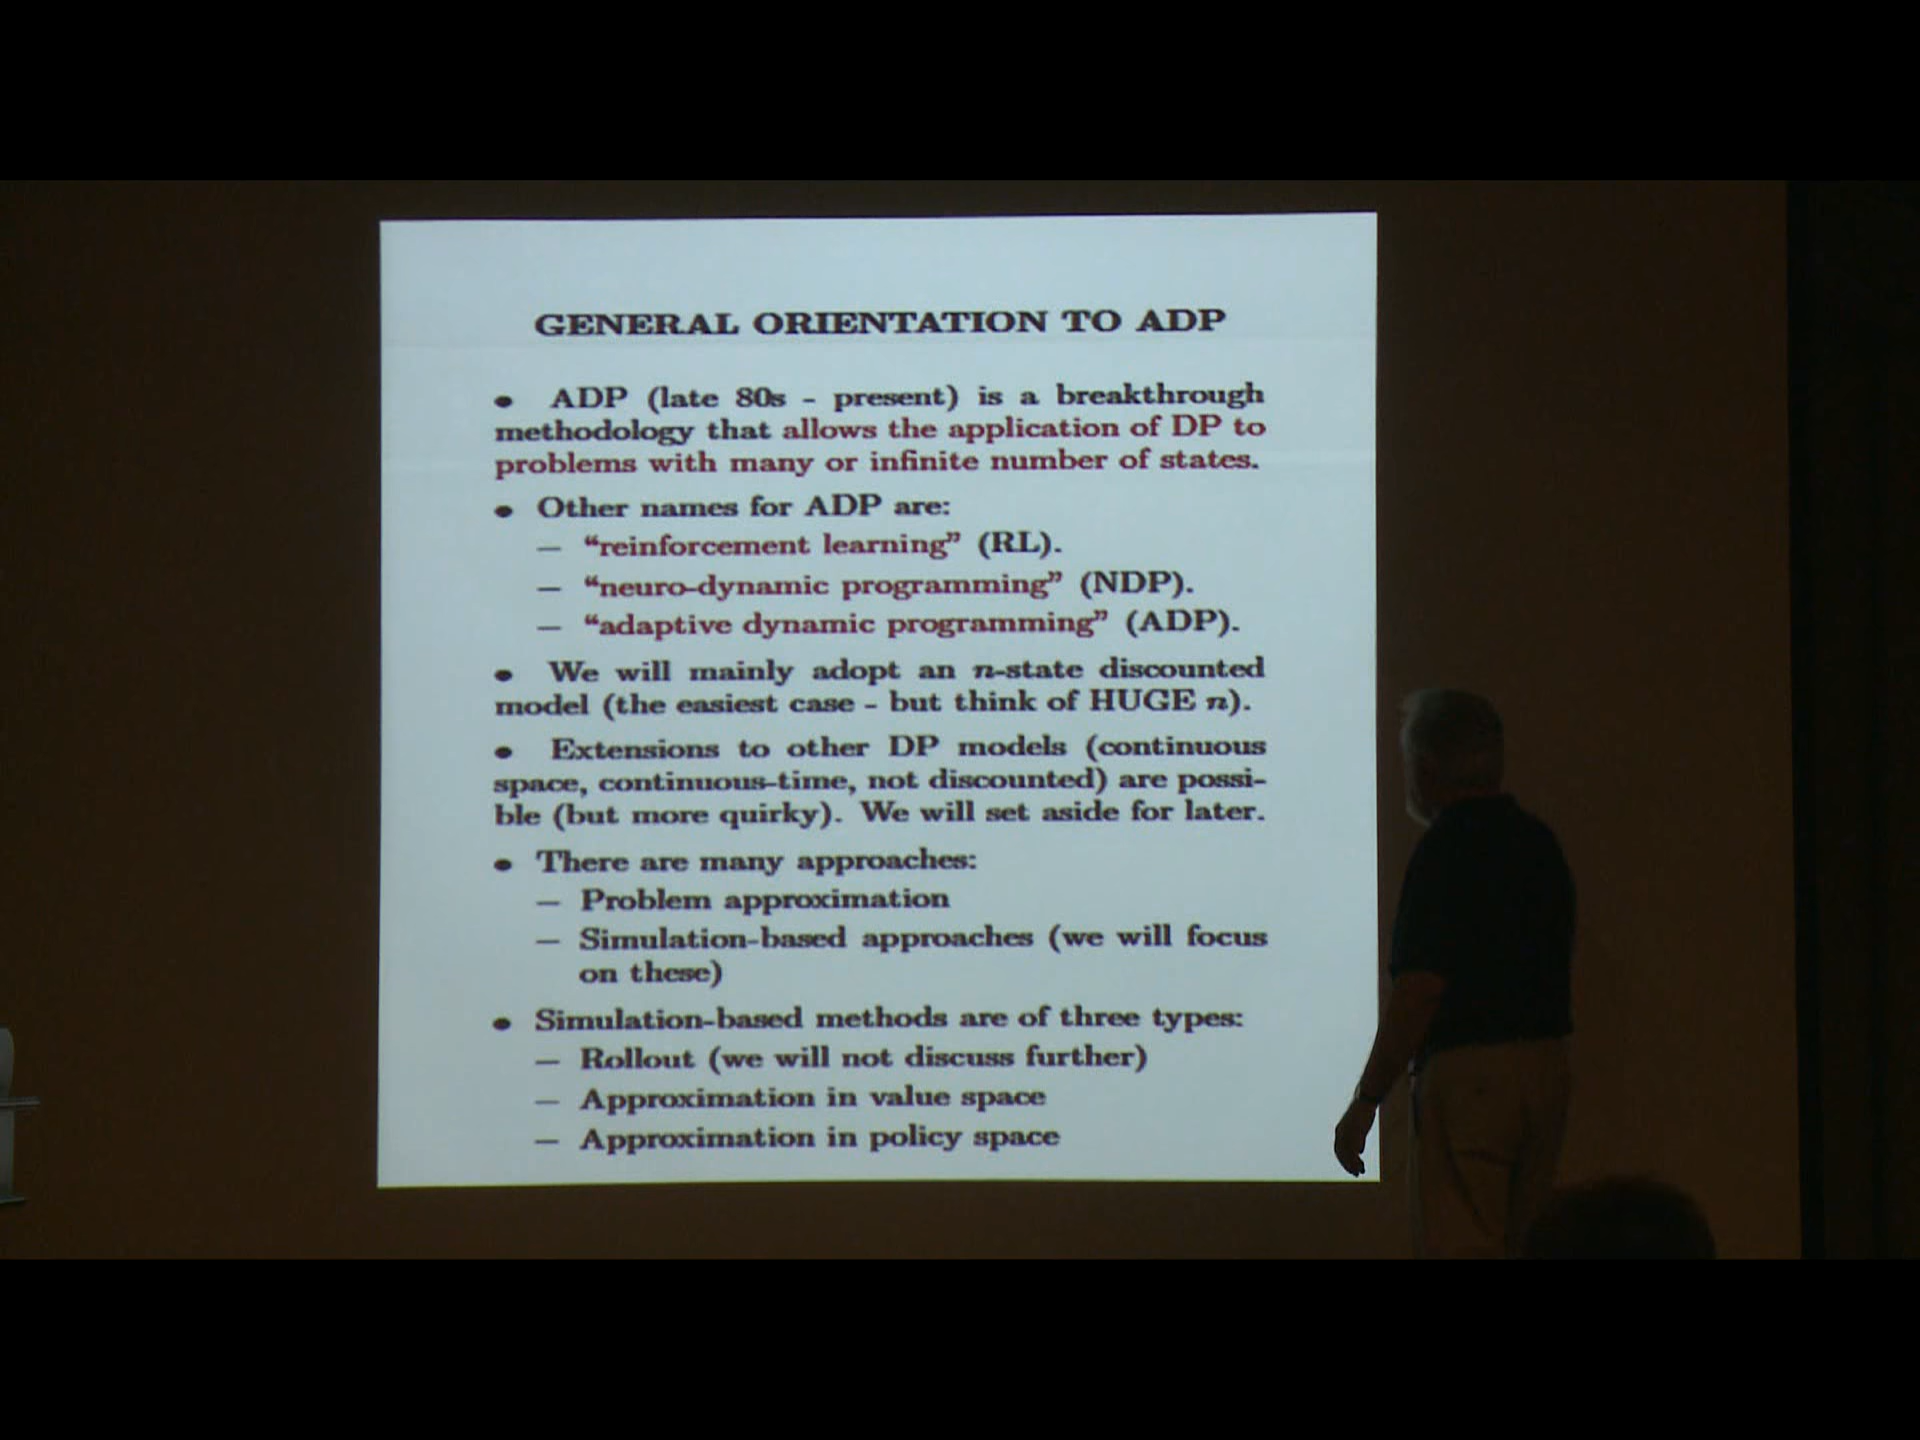 GENERAL ORIENTATION TO ADP
• ADP (late 80s - present) is a breakthrough
methodology that allows the application of DP to
problems with many or infinite number of states.
• Other names for ADP are:
– “reinforcement learning” (RL).
– “neuro-dynamic programming” (NDP).
– “adaptive dynamic programming” (ADP).
• We will mainly adopt an n-state discounted
model (the easiest case - but think of HUGE n).
• Extensions to other DP models (continuous
space, continuous-time, not discounted) are possi-
ble (but more quirky). We will set aside for later.
• There are many approaches:
– Problem approximation
– Simulation-based approaches (we will focus
on these)
• Simulation-based methods are of three types:
– Rollout (we will not discuss further)
– Approximation in value space
– Approximation in policy space